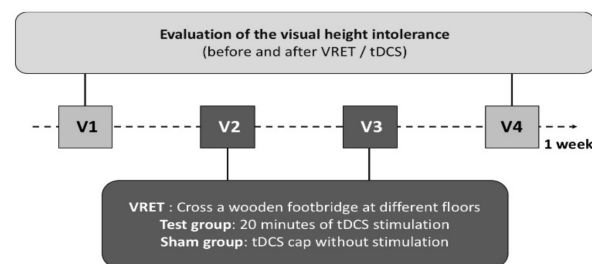 Evaluation of the visual height intolerance
(before and after VRET / tDCS)
V1
V2
V3
V4
1 week
VRET : Cross a wooden footbridge at different floors
Test group: 20 minutes of tDCS stimulation
Sham group: tDCS cap without stimulation